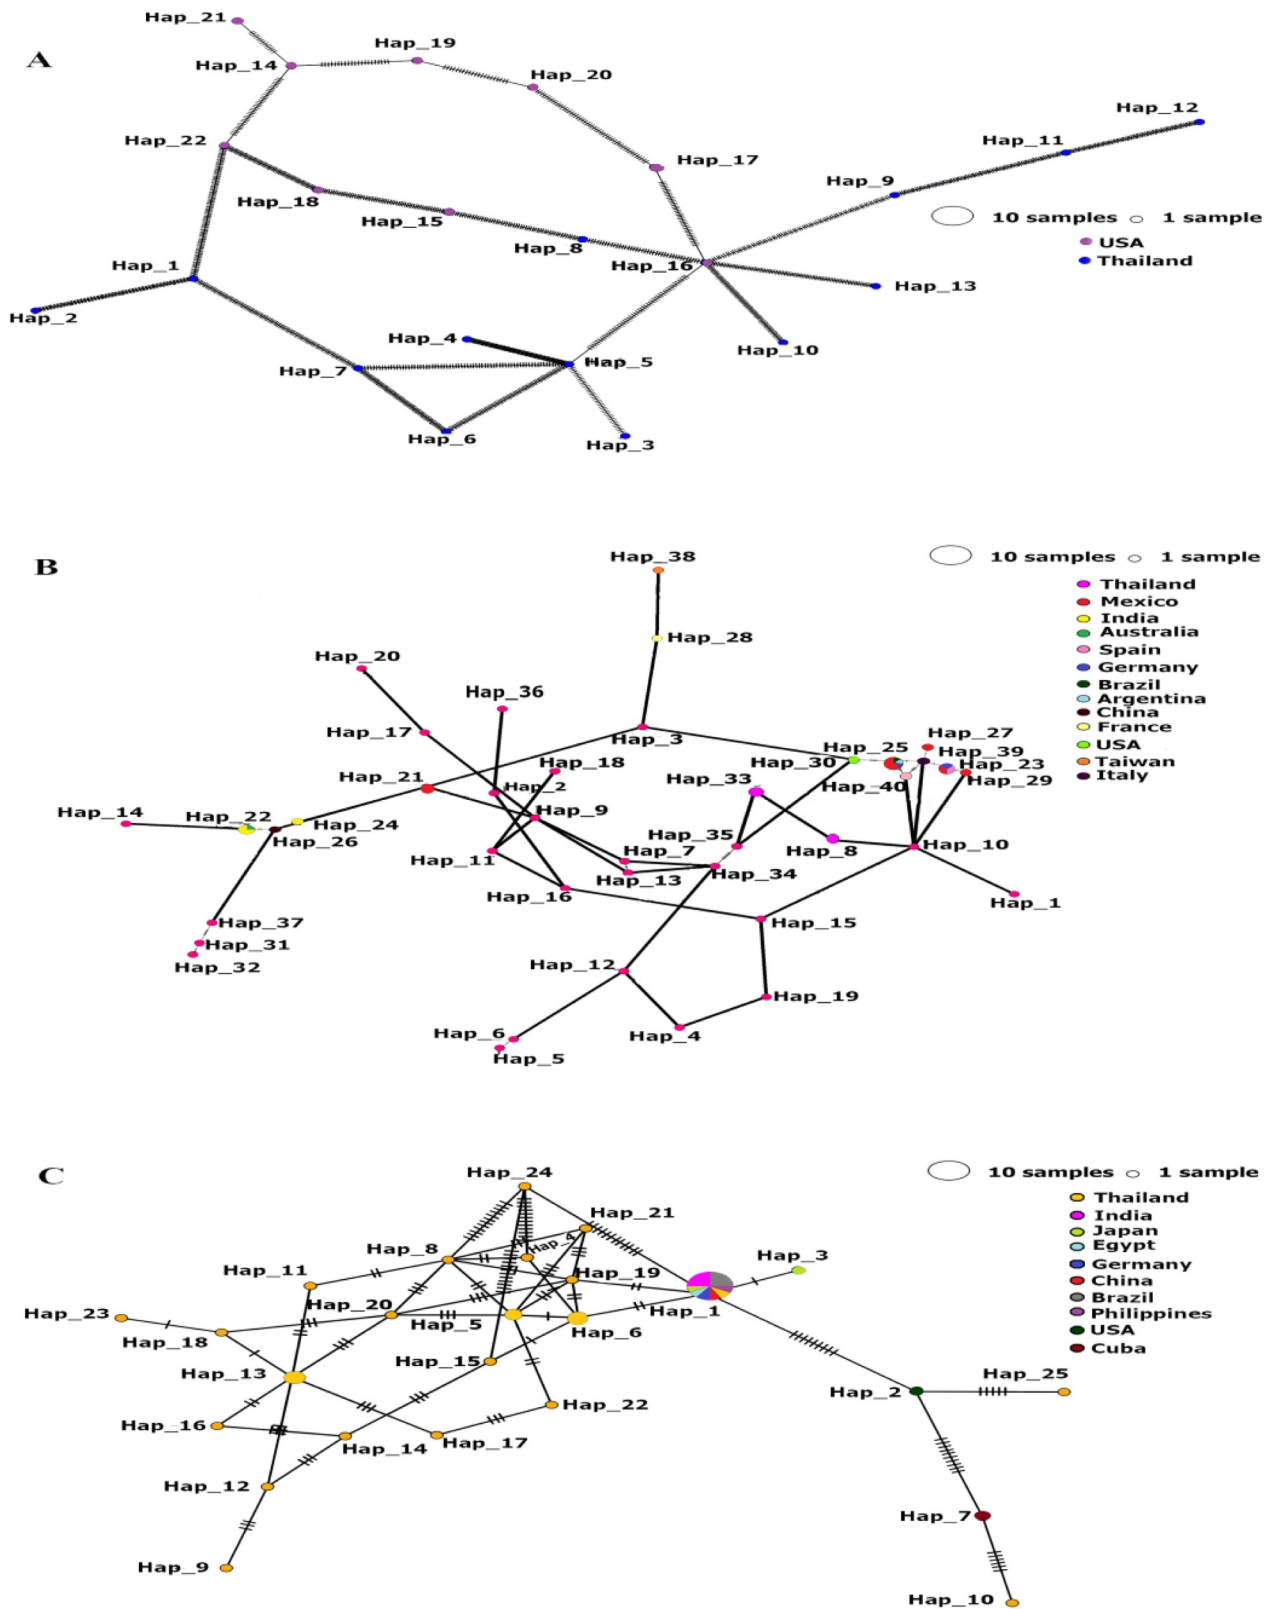 A
Hap_21
Hap_14
Hap_19
Hap_20
Hap_12
Hap_11
Hap_22
Hap_17
Hap_9
Hap_18
Hap_15
10 samples 1 sample
Hap_8
USA
Hap_1
Hap_16
Thailand
Hap_13
Hap_2
Hap_4
Hap_10
Hap_7
Hap_5
Hap_6
Hap_3
B
Hap_38
10 samples 1 sample
Thailand
Mexico
India
Australia
Spain
Germany
Brazil
Argentina
China
France
USA
Taiwan
Italy
Hap_28
Hap_20
Hap_36
Hap_17
Hap_3
Hap_27
Hap_25
Hap_39
Hap_18
Hap_30
Hap_23
Hap_21
Hap_2
Hap_33
Hap_40
Hap_29
Hap_14
Hap_22
Hap_24
Hap_9
Hap_26
Hap_35
Hap_8
Hap_10
Hap_11
Hap_7
Hap_13
Hap_34
Hap_16
Hap_1
Hap_37
Hap_15
Hap_31
Hap_32
Hap_12
Hap_19
Hap_6
Hap_4
Hap_5
C
Hap_24
10 samples 1 sample
Thailand
India
Japan
Egypt
Germany
China
Brazil
Philippines
USA
Cuba
Hap_21
Hap_8
Hap_4
Hap_3
Hap_11
Hap_19
Hap_20
Hap_1
Hap_23
Hap_5
Hap_6
Hap_18
Hap_15
Hap_13
Hap_25
Hap_2
Hap_22
Hap_16
Hap_14
Hap_17
Hap_12
Hap_7
Hap_9
Hap_10